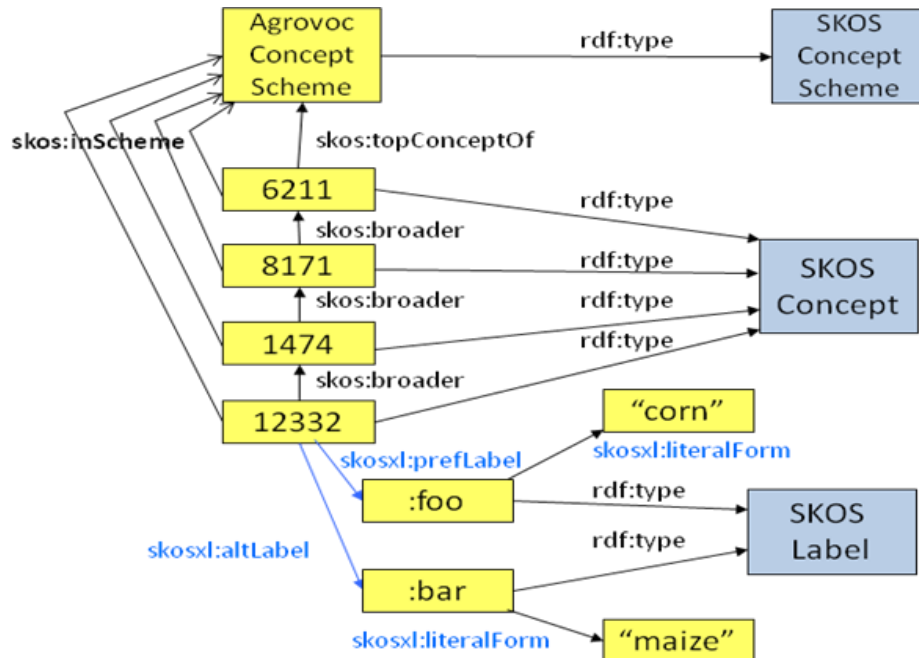 Agrovoc
Concept
Scheme
rdf:type
SKOS
Concept
Scheme
skos:inScheme
skos:topConceptOf
6211
rdf:type
skos:broader
8171
rdf:type
SKOS
Concept
skos:broader
rdf:type
1474
rdf:type
skos:broader
12332
"corn"
skosxl:prefLabel
skosxl:literalForm
:foo
rdf:type
SKOS
Label
skosxl:altLabel
rdf:type
:bar
skosxl:literalForm
"maize"